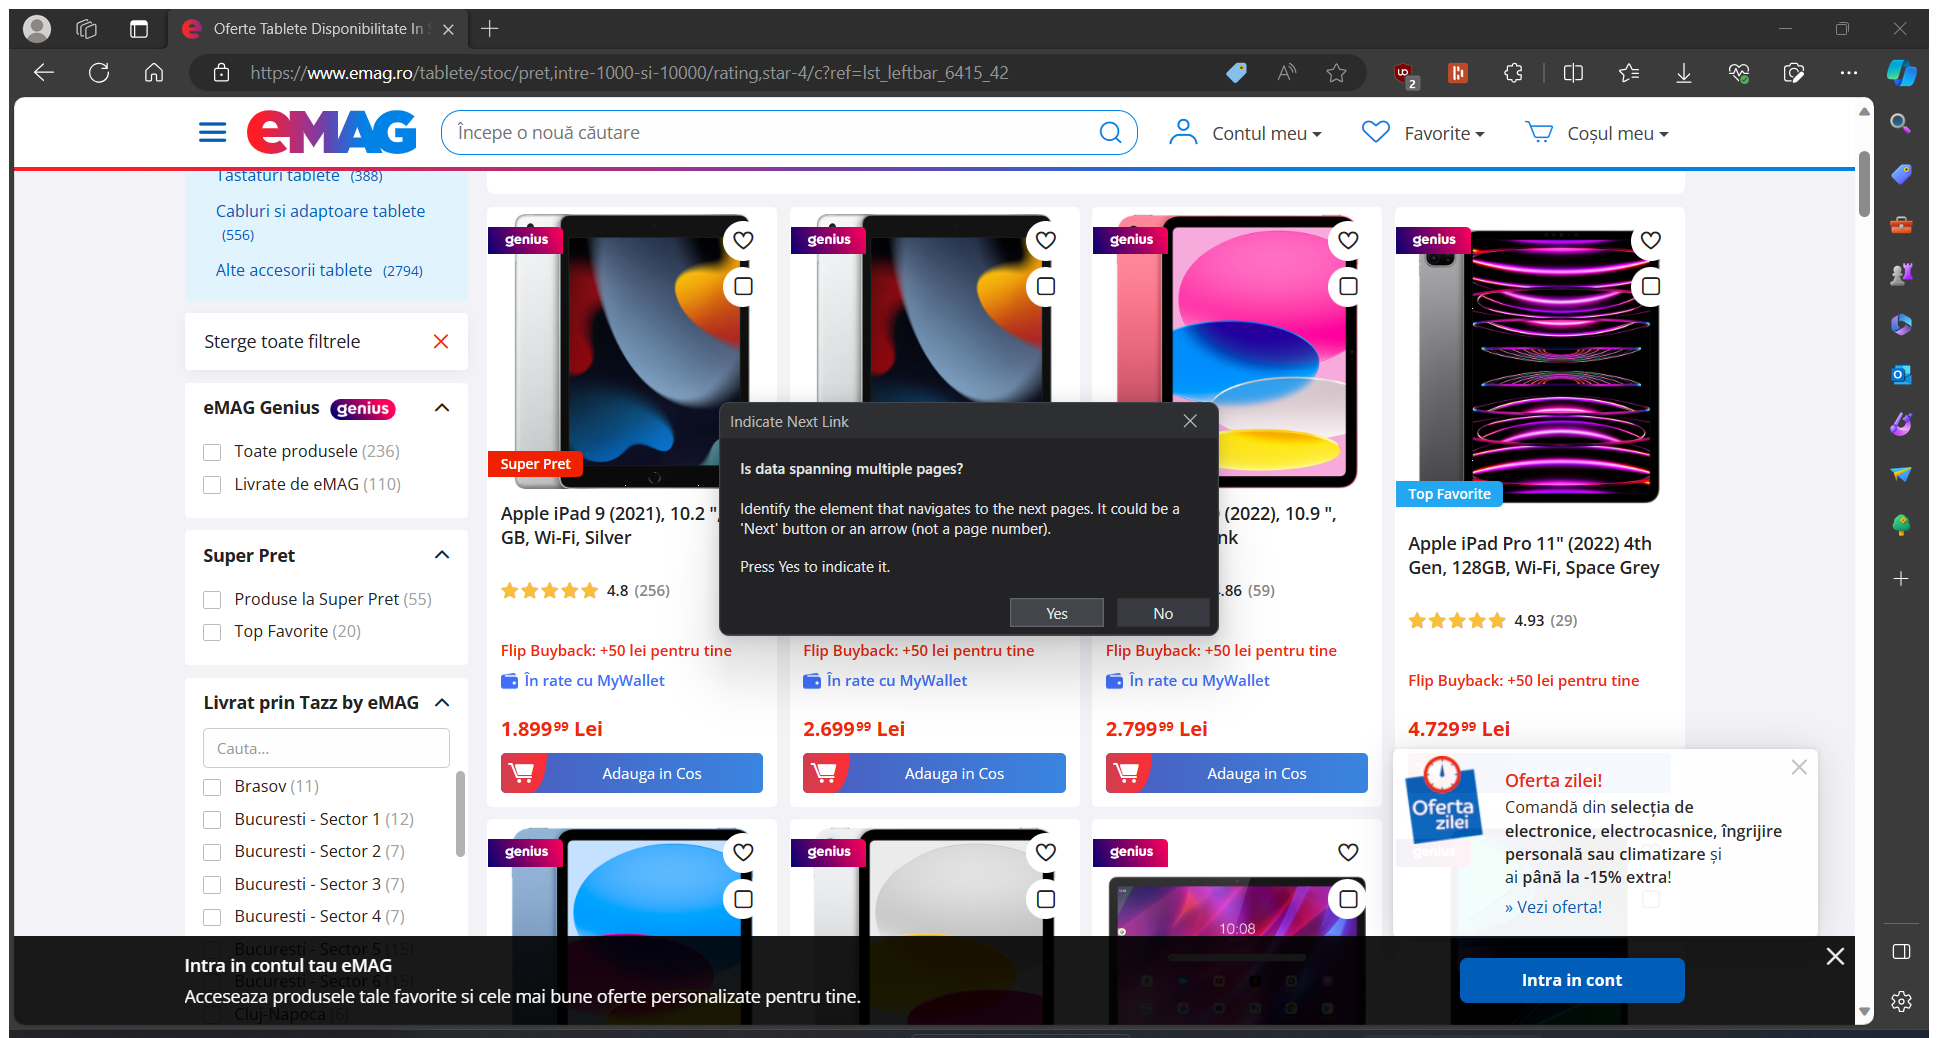 Oferte Tablete Disponibilitate In
https://www.emag.ro/tablete/stoc/pret,intre-1000-si-10000/rating,star-4/c?ref=lst_leftbar_6415_42
2
eMAG
Începe o nouă căutare
Contul meu
Favorite
Coșul meu
Tastaturi tablete (388)
Cabluri si adaptoare tablete
(556)
Alte accesorii tablete (2794)
Sterge toate filtrele
eMAG Genius genius
Toate produsele (236)
Livrate de eMAG (110)
Super Pret
Produse la Super Pret (55)
Top Favorite (20)
Livrat prin Tazz by eMAG
Cauta...
Brasov (11)
Bucuresti - Sector 1 (12)
Bucuresti - Sector 2 (7)
Bucuresti - Sector 3 (7)
Bucuresti - Sector 4 (7)
Bucuresti - Sector 5 (15)
Bucuresti - Sector 6 (15)
Cluj-Napoca (6)
genius
Super Pret
Apple iPad 9 (2021), 10.2 ",
GB, Wi-Fi, Silver
4.8 (256)
Flip Buyback: +50 lei pentru tine
În rate cu MyWallet
1.899⁹⁹ Lei
Adauga in Cos
genius
Flip Buyback: +50 lei pentru tine
În rate cu MyWallet
2.699⁹⁹ Lei
Adauga in Cos
genius
(2022), 10.9 ",
nk
.86 (59)
Flip Buyback: +50 lei pentru tine
În rate cu MyWallet
2.799⁹⁹ Lei
Adauga in Cos
genius
Top Favorite
Apple iPad Pro 11" (2022) 4th
Gen, 128GB, Wi-Fi, Space Grey
4.93 (29)
Flip Buyback: +50 lei pentru tine
4.729⁹⁹ Lei
Indicate Next Link
Is data spanning multiple pages?
Identify the element that navigates to the next pages. It could be a
'Next' button or an arrow (not a page number).
Press Yes to indicate it.
Yes
No
genius
genius
genius
10:08
genius
Oferta
zilei
Oferta zilei!
Comandă din selecția de
electronice, electrocasnice, îngrijire
personală sau climatizare și
ai până la -15% extra!
» Vezi oferta!
Intra in contul tau eMAG
Acceseaza produsele tale favorite si cele mai bune oferte personalizate pentru tine.
Intra in cont